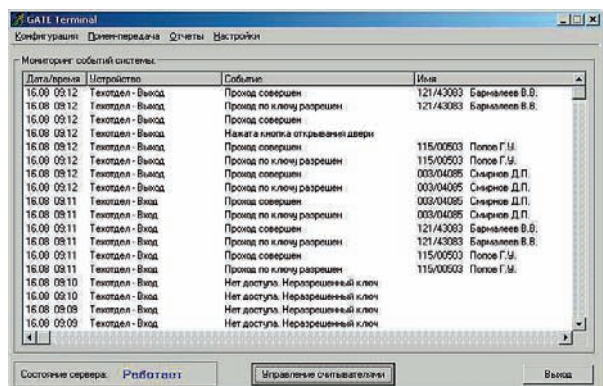 GATE Terminal
Конфигурация Прием-передача Отчеты Настройки
Мониторинг событий системы:
Дата/время Устройство Событие Имя
16.08 09:12 Техотдел - Выход Проход совершен 121/43083 Бармалеев В.В.
16.08 09:12 Техотдел - Выход Проход по ключу разрешен 121/43083 Бармалеев В.В.
16.08 09:12 Техотдел - Выход Проход совершен
16.08 09:12 Техотдел - Выход Нажата кнопка открывания двери
16.08 09:12 Техотдел - Выход Проход совершен 115/00503 Попов Г.У.
16.08 09:12 Техотдел - Выход Проход по ключу разрешен 115/00503 Попов Г.У.
16.08 09:12 Техотдел - Выход Проход совершен 003/04085 Смирнов Д.П.
16.08 09:12 Техотдел - Выход Проход по ключу разрешен 003/04085 Смирнов Д.П.
16.08 09:11 Техотдел - Вход Проход совершен 003/04085 Смирнов Д.П.
16.08 09:11 Техотдел - Вход Проход по ключу разрешен 003/04085 Смирнов Д.П.
16.08 09:11 Техотдел - Вход Проход совершен 121/43083 Бармалеев В.В.
16.08 09:11 Техотдел - Вход Проход по ключу разрешен 121/43083 Бармалеев В.В.
16.08 09:11 Техотдел - Вход Проход совершен 115/00503 Попов Г.У.
16.08 09:11 Техотдел - Вход Проход по ключу разрешен 115/00503 Попов Г.У.
16.08 09:10 Техотдел - Вход Нет доступа. Неразрешенный ключ
16.08 09:10 Техотдел - Вход Нет доступа. Неразрешенный ключ
16.08 09:09 Техотдел - Вход Нет доступа. Неразрешенный ключ
16.08 09:09 Техотдел - Вход Нет доступа. Неразрешенный ключ
Состояние сервера: Работает Управление считывателями Выход